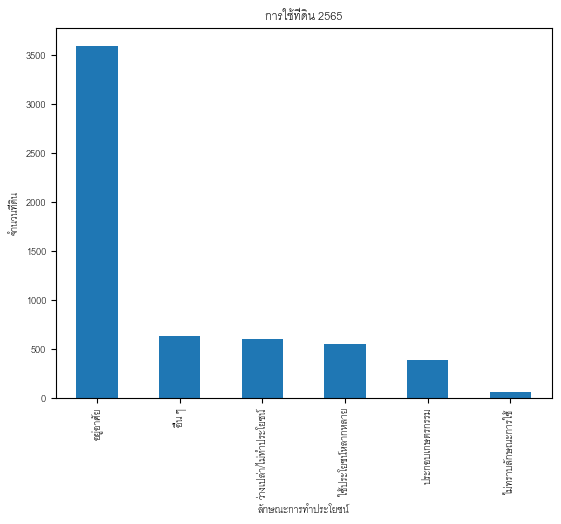 การใช้ที่ดิน 2565
จำนวนที่ดิน
3500
3000
2500
2000
1500
1000
500
0
อยู่อาศัย
อื่น ๆ
ว่างเปล่า/ไม่ทำประโยชน์
ใช้ประโยชน์หลากหลาย
ประกอบเกษตรกรรม
ไม่ทราบลักษณะการใช้
ลักษณะการทำประโยชน์